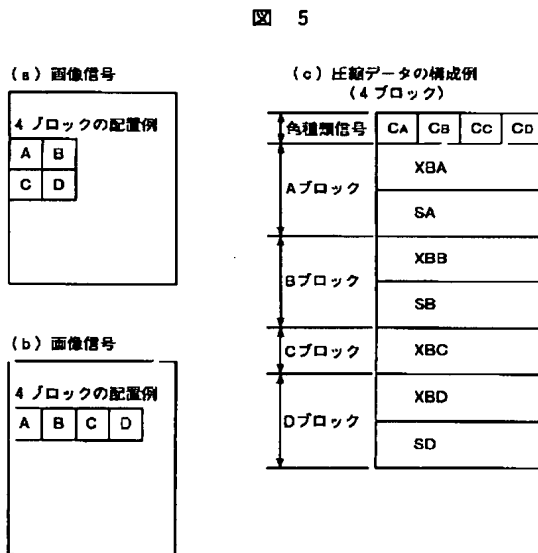 図 5
(a) 画像信号
4 ブロックの配置例
A B
C D
(b) 画像信号
4 ブロックの配置例
A B C D
(c) 圧縮データの構成例
(4 ブロック)
色種類信号 CA CB CC CD
Aブロック
XBA
SA
Bブロック
XBB
SB
Cブロック
XBC
Dブロック
XBD
SD